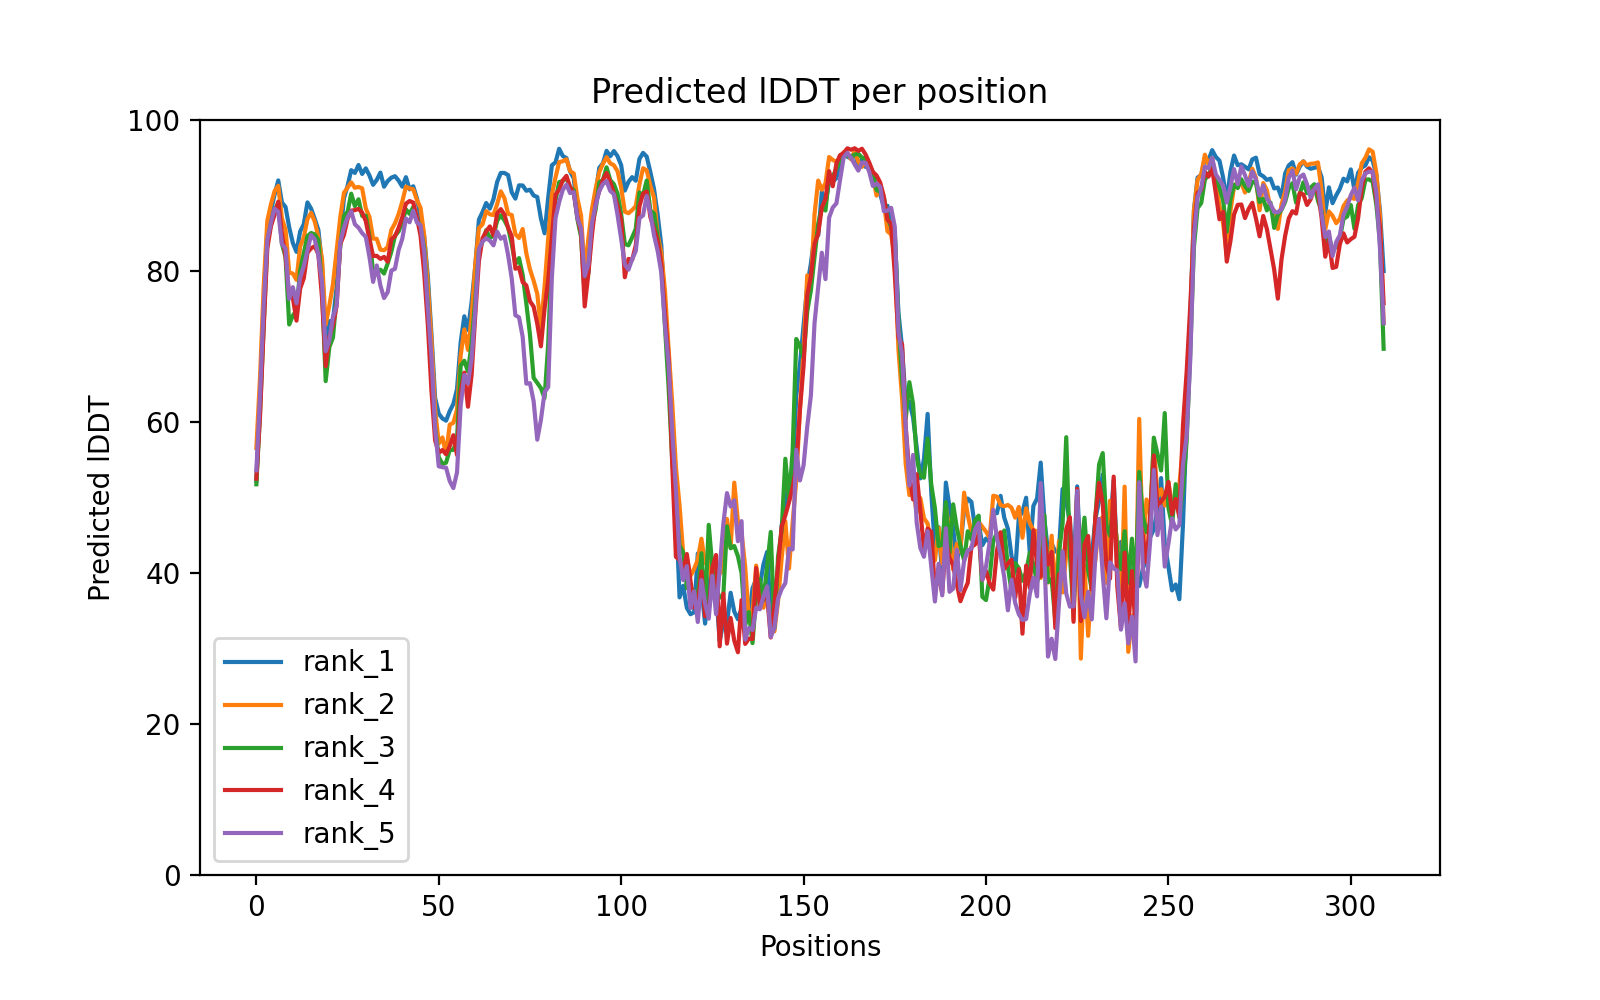 Predicted lDDT per position
100
80
60
40
20
0
Predicted lDDT
rank_1
rank_2
rank_3
rank_4
rank_5
0 50 100 150 200 250 300
Positions